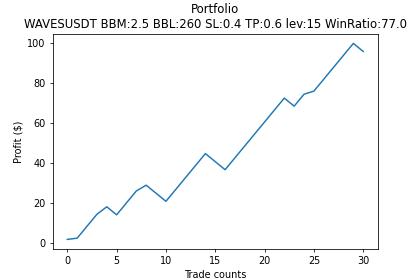 Portfolio
WAVESUSDT BBM:2.5 BBL:260 SL:0.4 TP:0.6 lev:15 WinRatio:77.0
100
80
60
40
20
0
Profit ($)
0 5 10 15 20 25 30
Trade counts